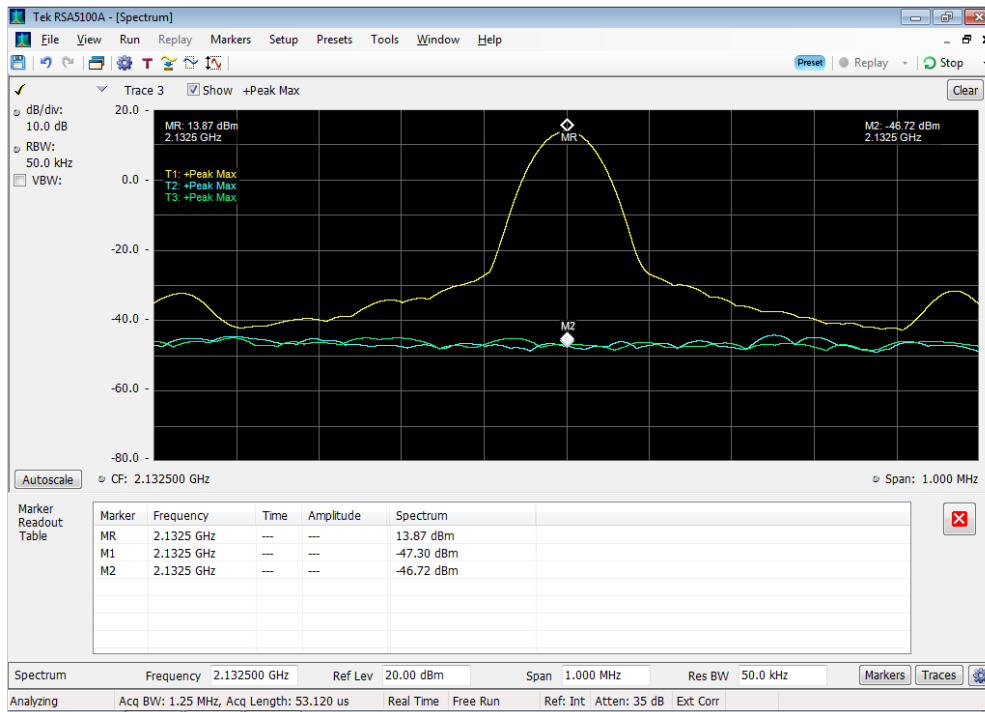 Tek RSA5100A - [Spectrum]
File View Run Replay Markers Setup Presets Tools Window Help
T Preset Replay Stop
Trace 3 Show +Peak Max Clear
dB/div:
10.0 dB
RBW:
50.0 kHz
VBW:
20.0 -
0.0 -
-20.0 -
-40.0 -
-60.0 -
-80.0 -
MR: 13.87 dBm
2.1325 GHz
MR
M2: -46.72 dBm
2.1325 GHz
T1: +Peak Max
T2: +Peak Max
T3: +Peak Max
M2
Autoscale CF: 2.132500 GHz Span: 1.000 MHz
Marker
Readout
Table
Marker Frequency Time Amplitude Spectrum
MR 2.1325 GHz --- --- 13.87 dBm
M1 2.1325 GHz --- --- -47.30 dBm
M2 2.1325 GHz --- --- -46.72 dBm
Spectrum Frequency 2.132500 GHz Ref Lev 20.00 dBm Span 1.000 MHz Res BW 50.0 kHz Markers Traces
Analyzing Acq BW: 1.25 MHz, Acq Length: 53.120 us Real Time Free Run Ref: Int Atten: 35 dB Ext Corr